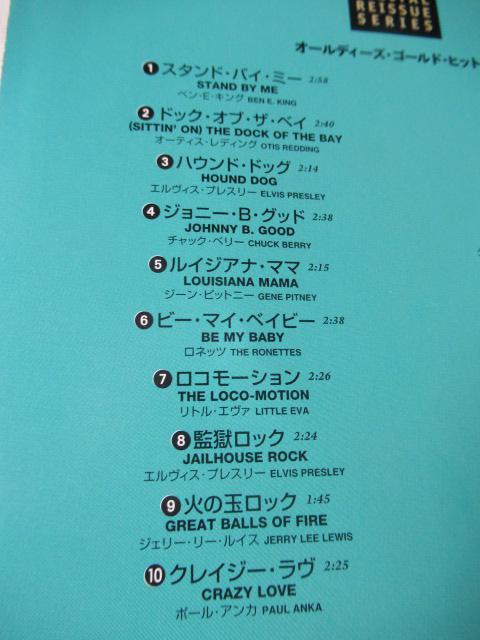 REISSUE
SERIES
オールディーズ・ゴールド・ヒット
1 スタンド・バイ・ミー 2:58
STAND BY ME
ベン・E・キング BEN E. KING
2 ドック・オブ・ザ・ベイ 2:40
(SITTIN' ON) THE DOCK OF THE BAY
オーティス・レディング OTIS REDDING
3 ハウンド・ドッグ 2:14
HOUND DOG
エルヴィス・プレスリー ELVIS PRESLEY
4 ジョニー・B・グッド 2:38
JOHNNY B. GOOD
チャック・ベリー CHUCK BERRY
5 ルイジアナ・ママ 2:15
LOUISIANA MAMA
ジーン・ピットニー GENE PITNEY
6 ビー・マイ・ベイビー 2:38
BE MY BABY
ロネッツ THE RONETTES
7 ロコモーション 2:26
THE LOCO-MOTION
リトル・エヴァ LITTLE EVA
8 監獄ロック 2:24
JAILHOUSE ROCK
エルヴィス・プレスリー ELVIS PRESLEY
9 火の玉ロック 1:45
GREAT BALLS OF FIRE
ジェリー・リー・ルイス JERRY LEE LEWIS
10 クレイジー・ラヴ 2:25
CRAZY LOVE
ポール・アンカ PAUL ANKA